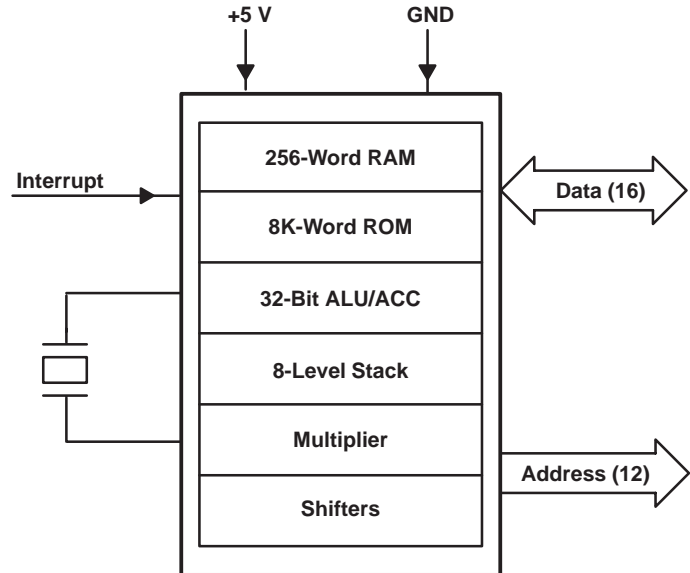 +5 V
GND
256-Word RAM
Interrupt
Data (16)
8K-Word ROM
32-Bit ALU/ACC
8-Level Stack
Multiplier
Address (12)
Shifters